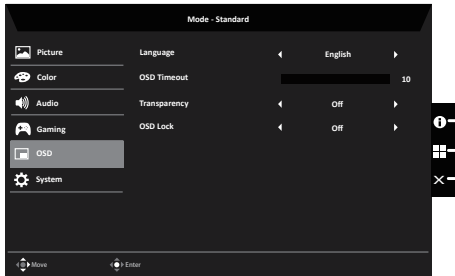 Mode - Standard
Picture
Language English
Color
OSD Timeout 10
Audio
Transparency Off
Gaming
OSD Lock Off
OSD
System
Move Enter